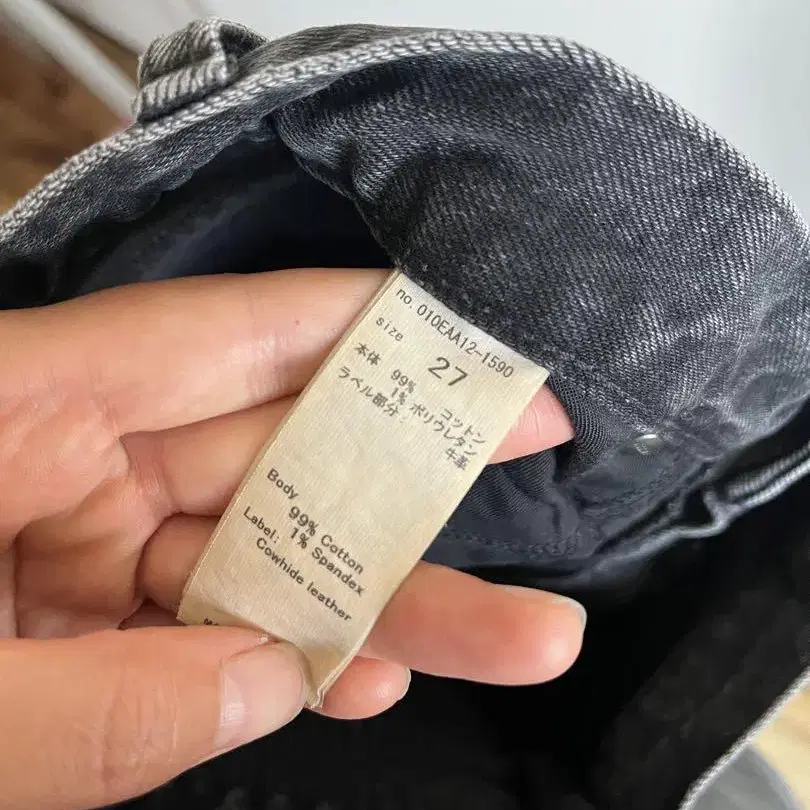 no. 010EAA12-1590
size 27
本体 99% コットン
1% ポリウレタン
ラベル部分: 牛革
Body 99% Cotton
1% Spandex
Label: Cowhide leather